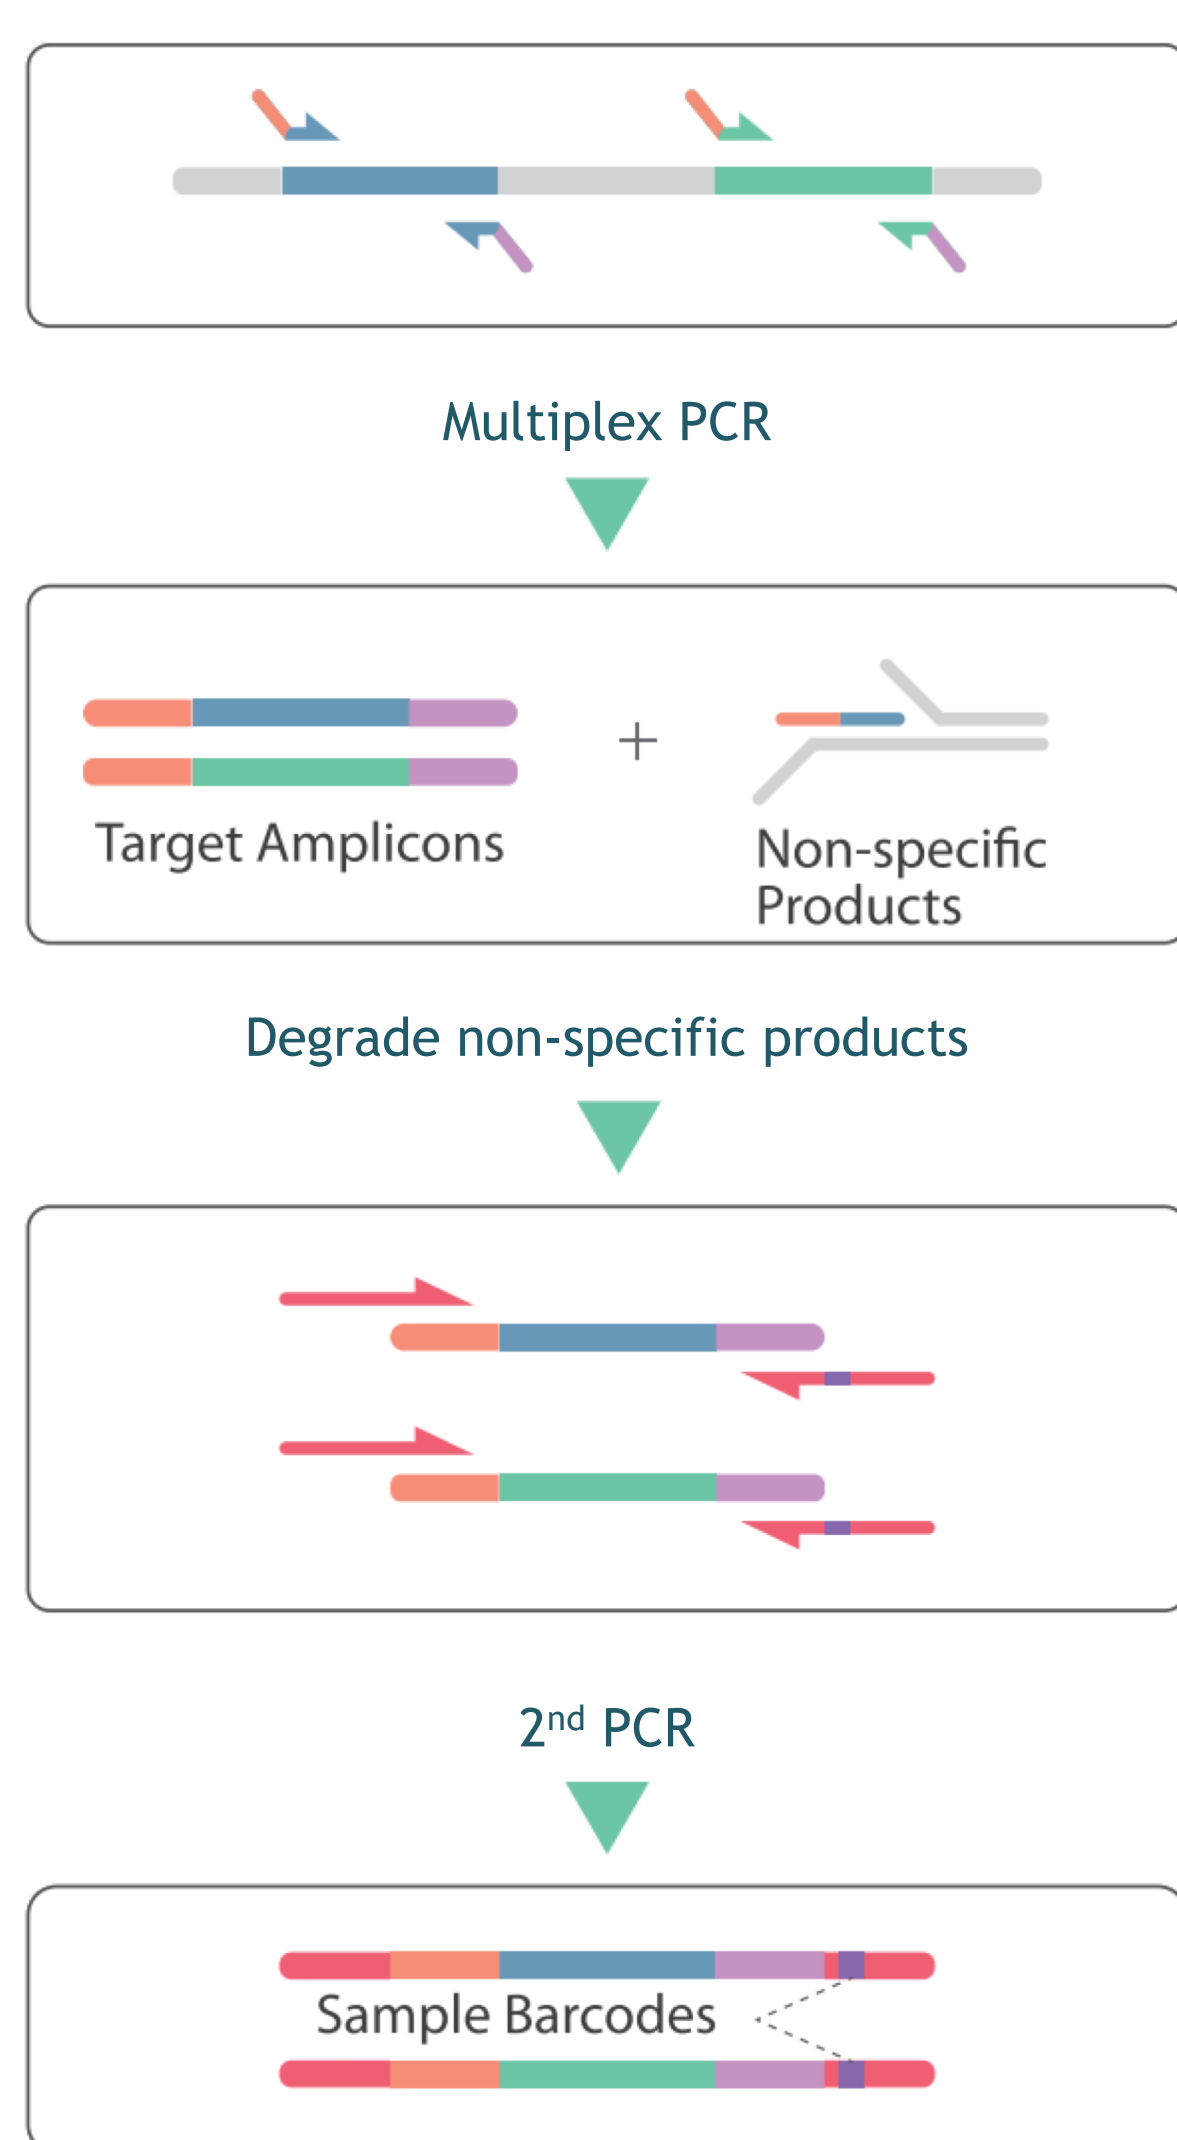 Multiplex PCR
+
Target Amplicons
Non-specific
Products
Degrade non-specific products
2nd PCR
Sample Barcodes